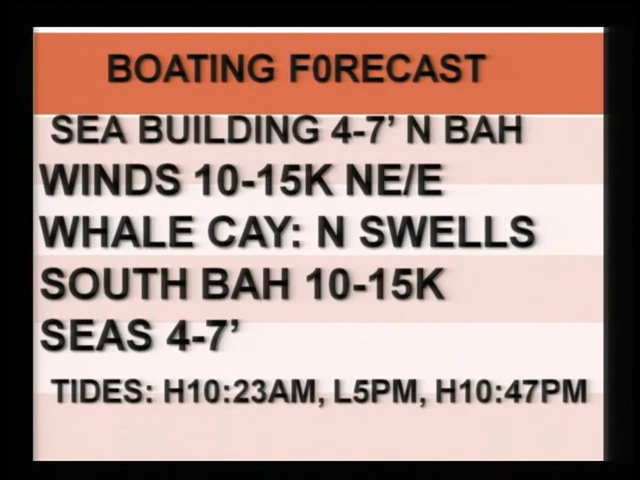 BOATING F0RECAST
SEA BUILDING 4-7' N BAH
WINDS 10-15K NE/E
WHALE CAY: N SWELLS
SOUTH BAH 10-15K
SEAS 4-7'
TIDES: H10:23AM, L5PM, H10:47PM